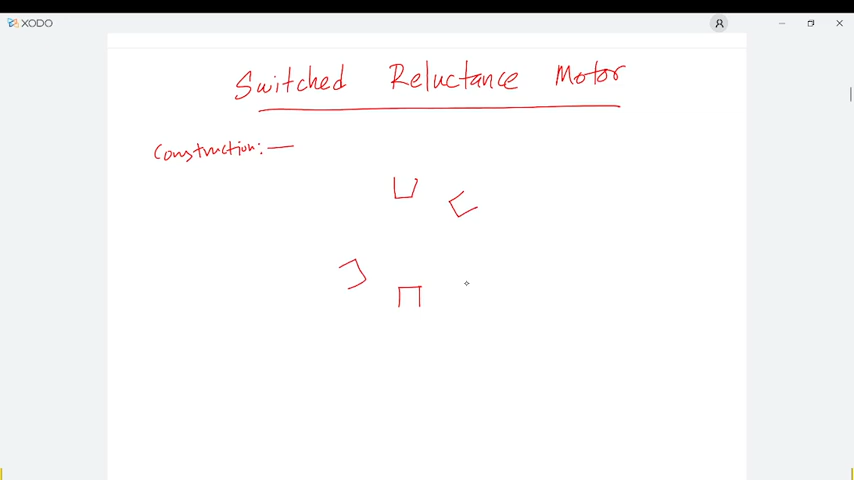 XODO
Switched Reluctance Motor
Construction:—